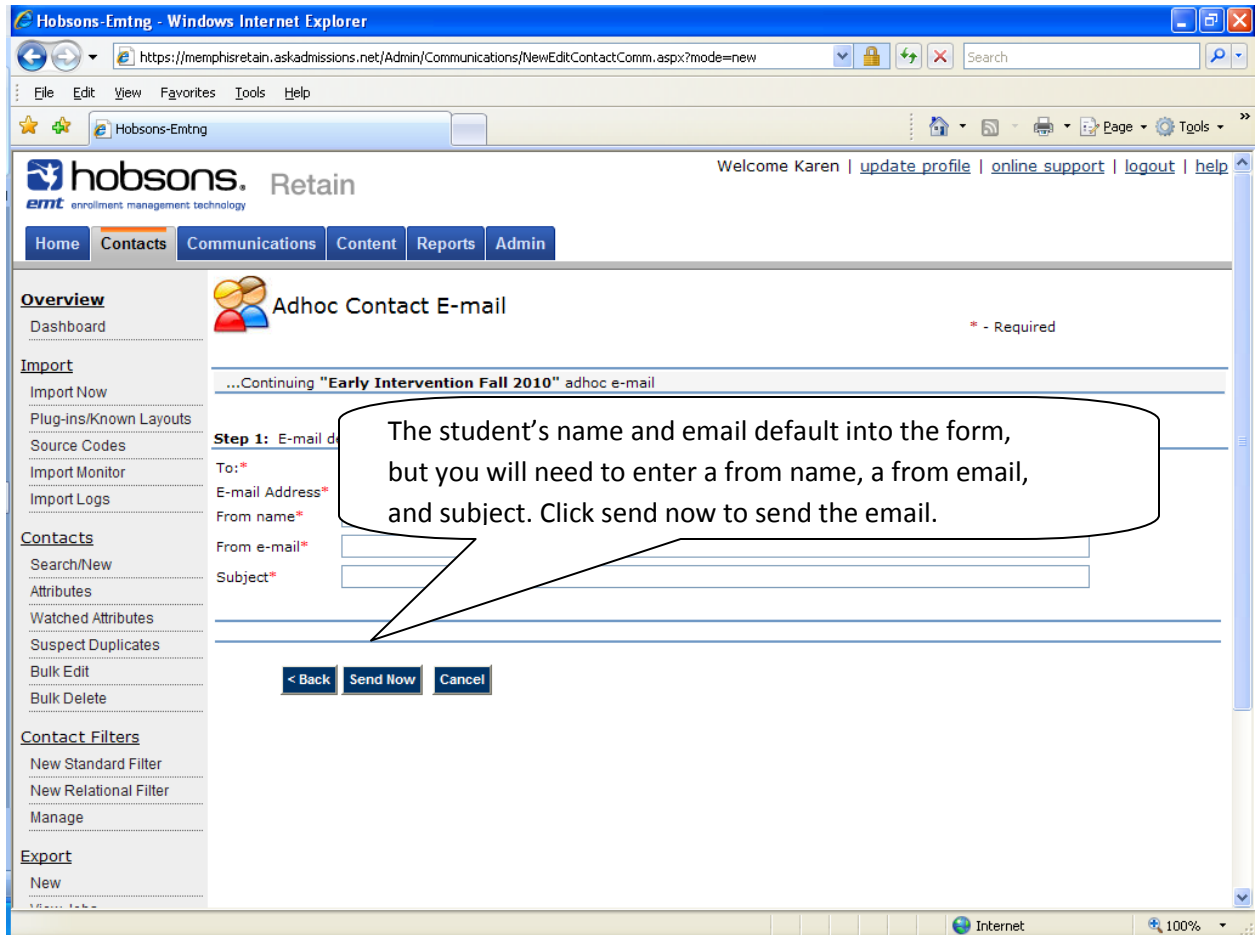 Hobsons-Emtng - Windows Internet Explorer
https://memphisretain.askadmissions.net/Admin/Communications/NewEditContactComm.aspx?mode=new
Search
File Edit View Favorites Tools Help
Hobsons-Emtng
Page Tools »
hobsons. Retain
emt enrollment management technology
Welcome Karen | update profile | online support | logout | help
Home Contacts Communications Content Reports Admin
Overview
Dashboard
Import
Import Now
Plug-ins/Known Layouts
Source Codes
Import Monitor
Import Logs
Contacts
Search/New
Attributes
Watched Attributes
Suspect Duplicates
Bulk Edit
Bulk Delete
Contact Filters
New Standard Filter
New Relational Filter
Manage
Export
New
Adhoc Contact E-mail
* - Required
...Continuing "Early Intervention Fall 2010" adhoc e-mail
Step 1: E-mail
To:*
E-mail Address*
From name*
From e-mail*
Subject*
The student’s name and email default into the form,
but you will need to enter a from name, a from email,
and subject. Click send now to send the email.
< Back Send Now Cancel
Internet
100%